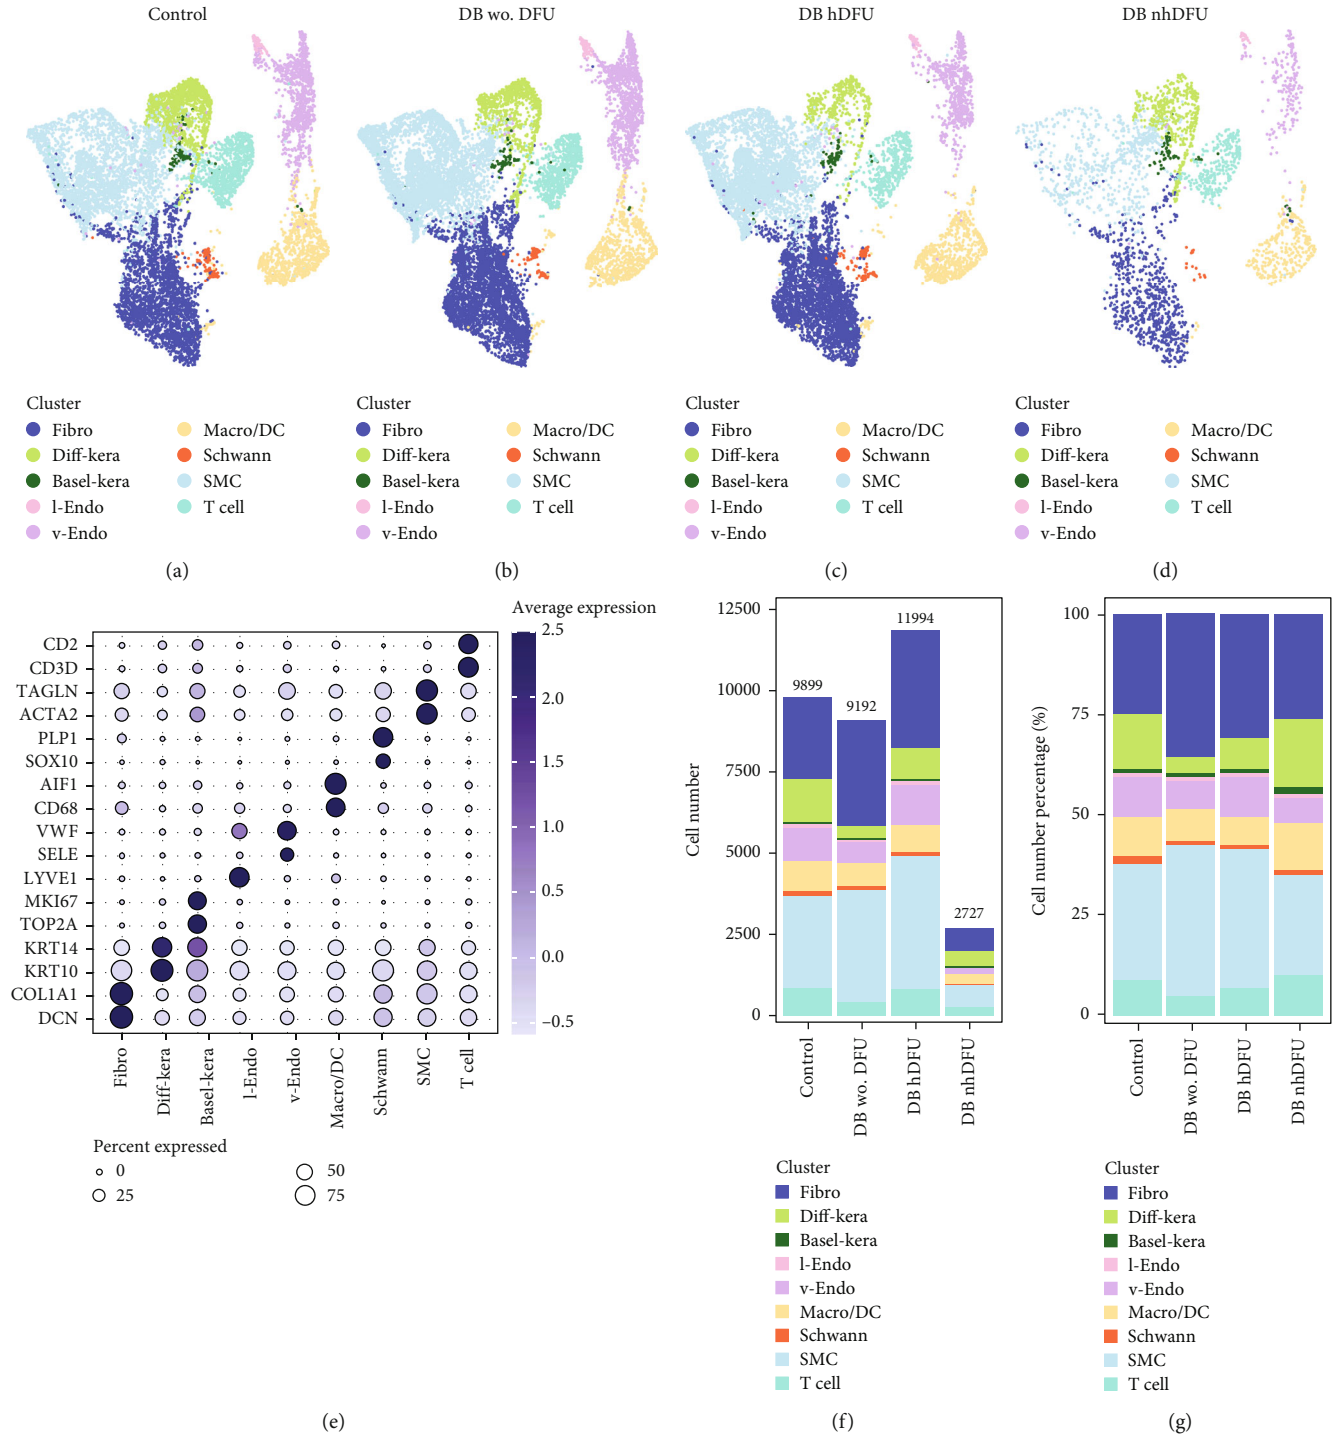 Control
DB wo. DFU
DB hDFU
DB nhDFU
Cluster
Fibro
Macro/DC
Diff-kera
Schwann
Basel-kera
SMC
l-Endo
T cell
v-Endo
(a)
Cluster
Fibro
Macro/DC
Diff-kera
Schwann
Basel-kera
SMC
l-Endo
T cell
v-Endo
(b)
Cluster
Fibro
Macro/DC
Diff-kera
Schwann
Basel-kera
SMC
l-Endo
T cell
v-Endo
(c)
Cluster
Fibro
Macro/DC
Diff-kera
Schwann
Basel-kera
SMC
l-Endo
T cell
v-Endo
(d)
CD2
CD3D
TAGLN
ACTA2
PLP1
SOX10
AIF1
CD68
VWF
SELE
LYVE1
MKI67
TOP2A
KRT14
KRT10
COL1A1
DCN
Fibro
Diff-kera
Basel-kera
l-Endo
v-Endo
Macro/DC
Schwann
SMC
T cell
Average expression
2.5
2.0
1.5
1.0
0.5
0.0
−0.5
Percent expressed
0
50
25
75
(e)
Cell number
12500
10000
7500
5000
2500
0
9899
9192
11994
2727
Control
DB wo. DFU
DB hDFU
DB nhDFU
Cluster
Fibro
Diff-kera
Basel-kera
l-Endo
v-Endo
Macro/DC
Schwann
SMC
T cell
(f)
Cell number percentage (%)
100
75
50
25
0
Control
DB wo. DFU
DB hDFU
DB nhDFU
Cluster
Fibro
Diff-kera
Basel-kera
l-Endo
v-Endo
Macro/DC
Schwann
SMC
T cell
(g)